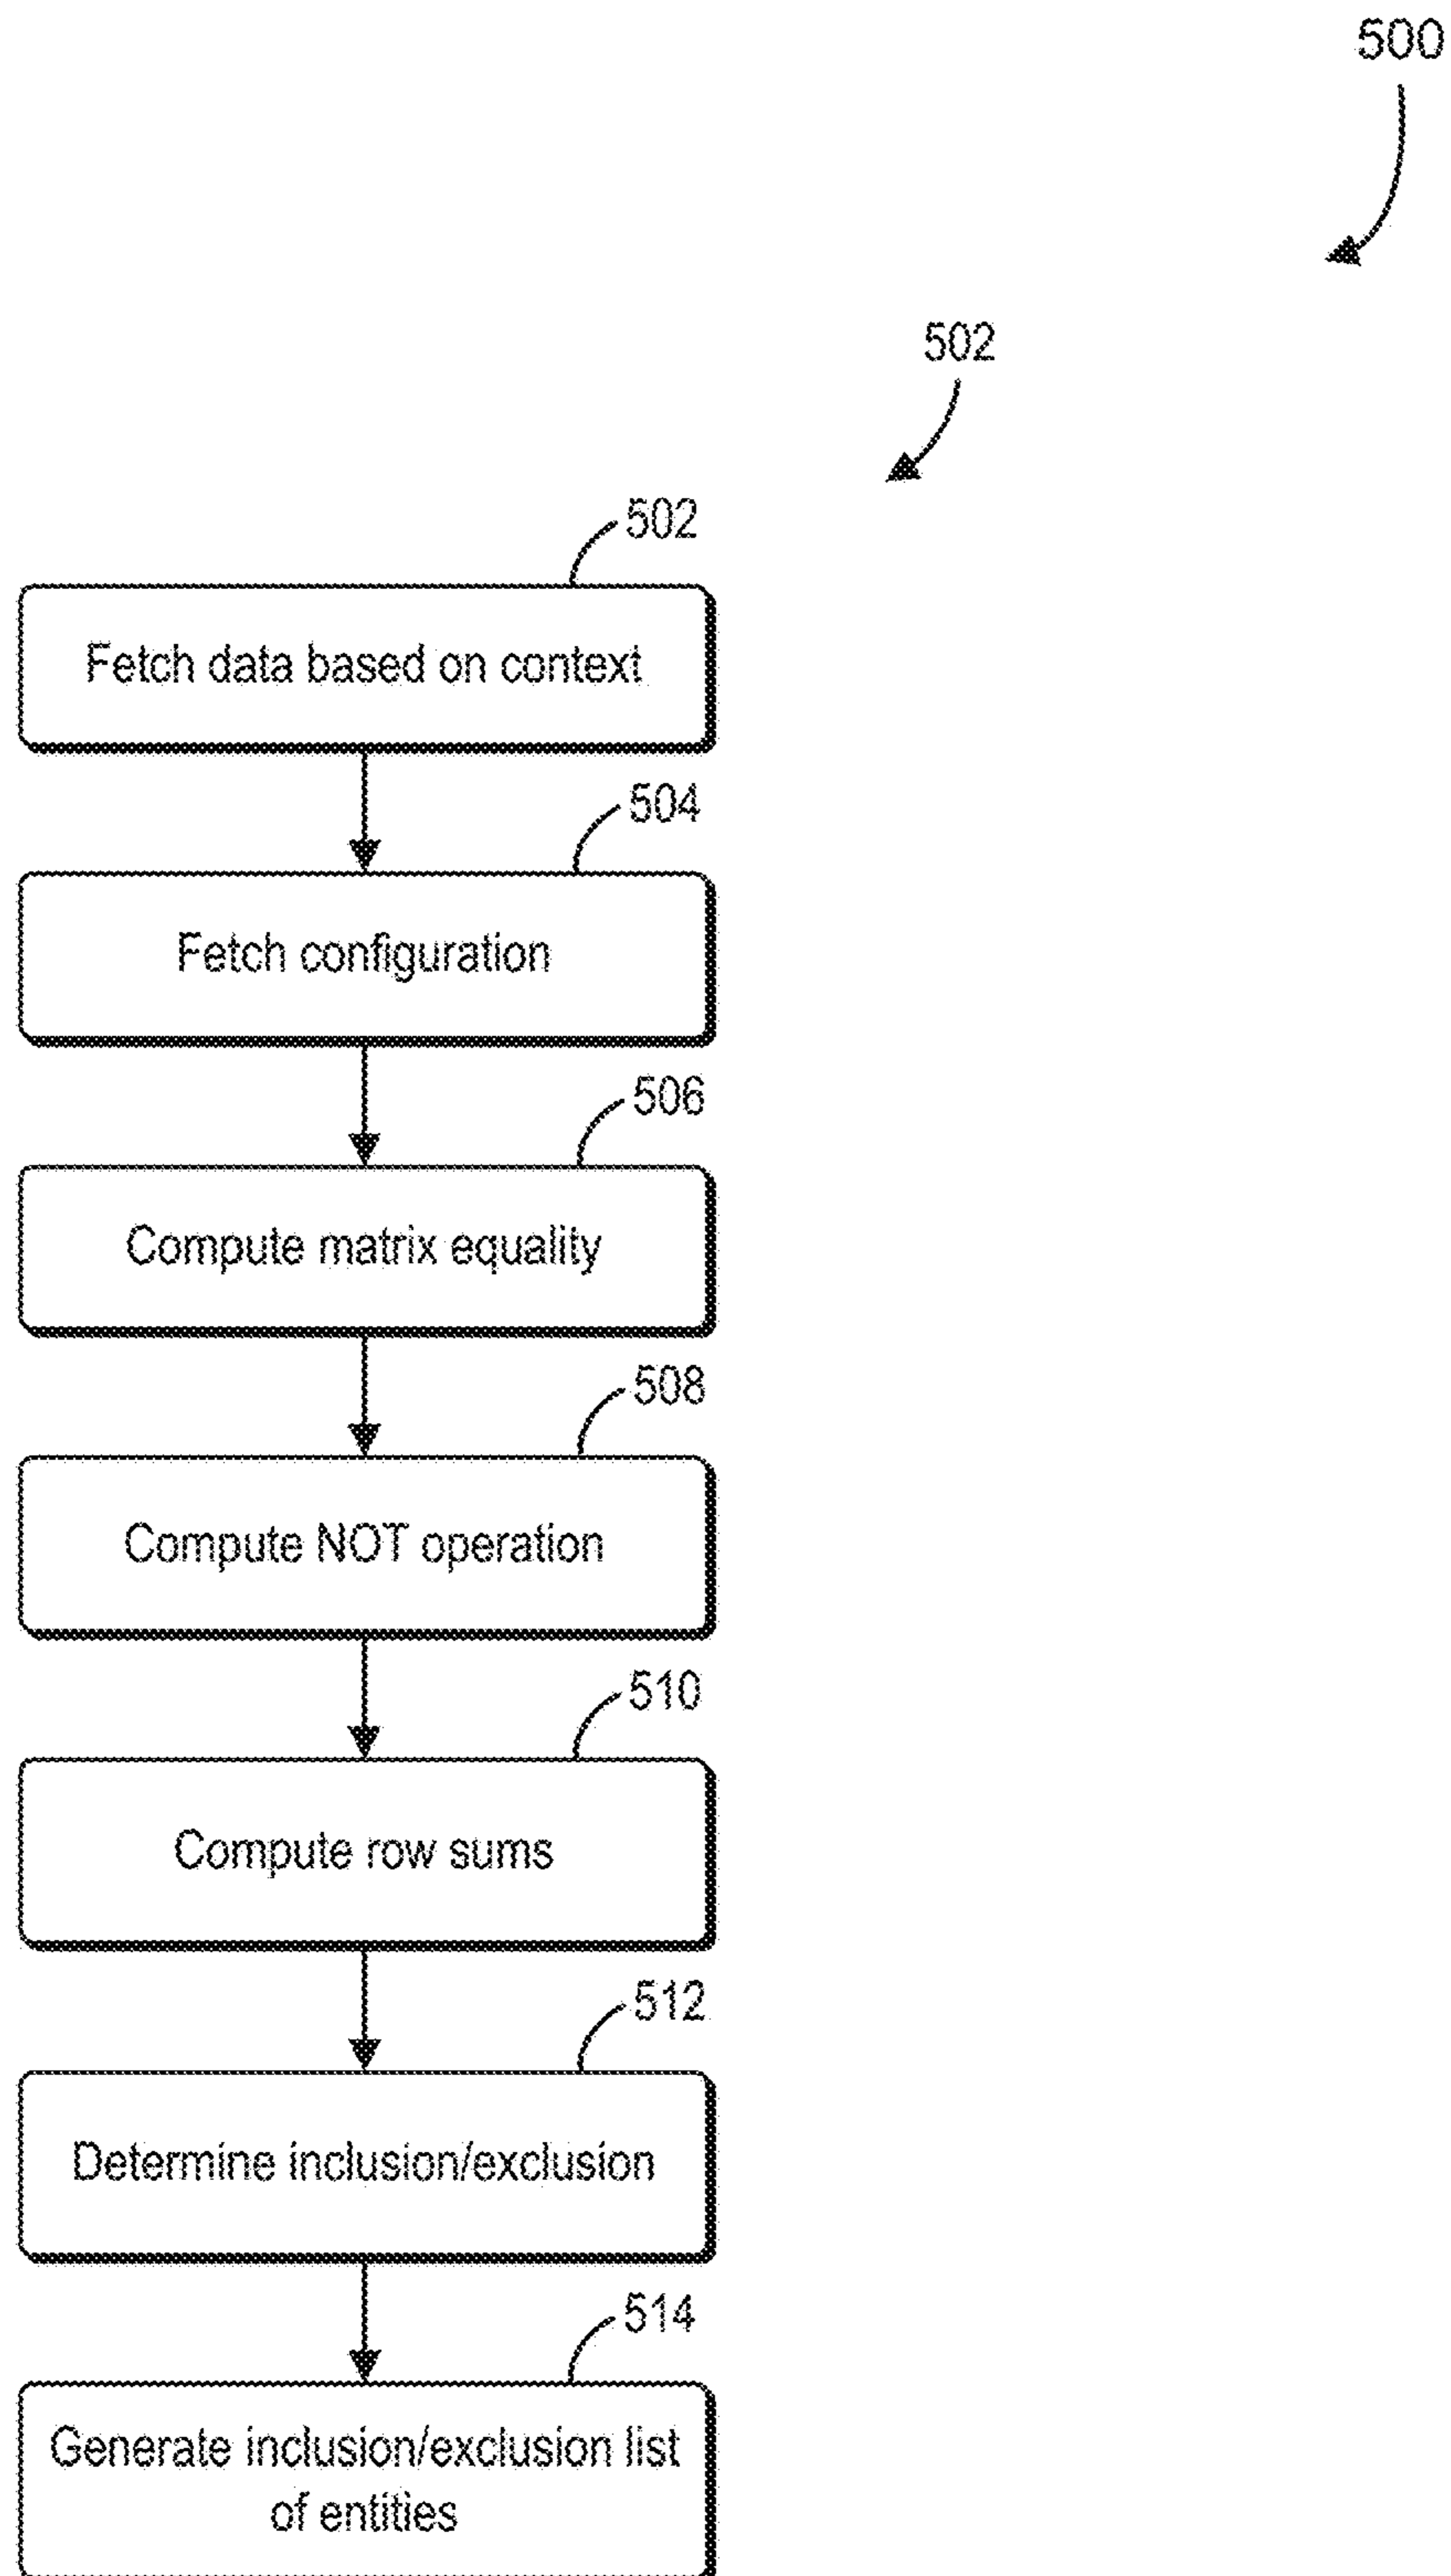 500
502
502
Fetch data based on context
504
Fetch configuration
506
Compute matrix equality
508
Compute NOT operation
510
Compute row sums
512
Determine inclusion/exclusion
514
Generate inclusion/exclusion list
of entities